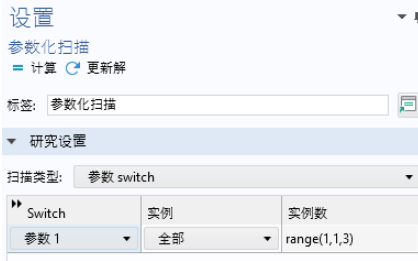 设置
参数化扫描
= 计算 更新解
标签: 参数化扫描
研究设置
扫描类型: 参数 switch
Switch 实例 实例数
参数 1 全部 range(1,1,3)